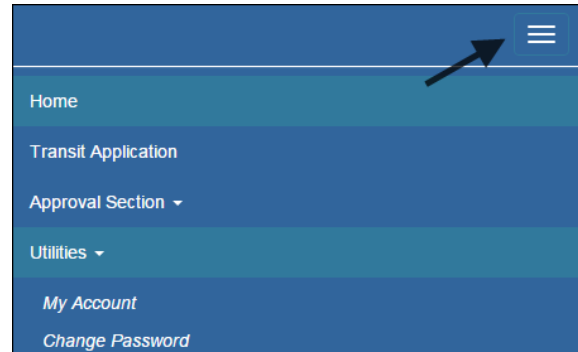 Home
Transit Application
Approval Section
Utilities
My Account
Change Password